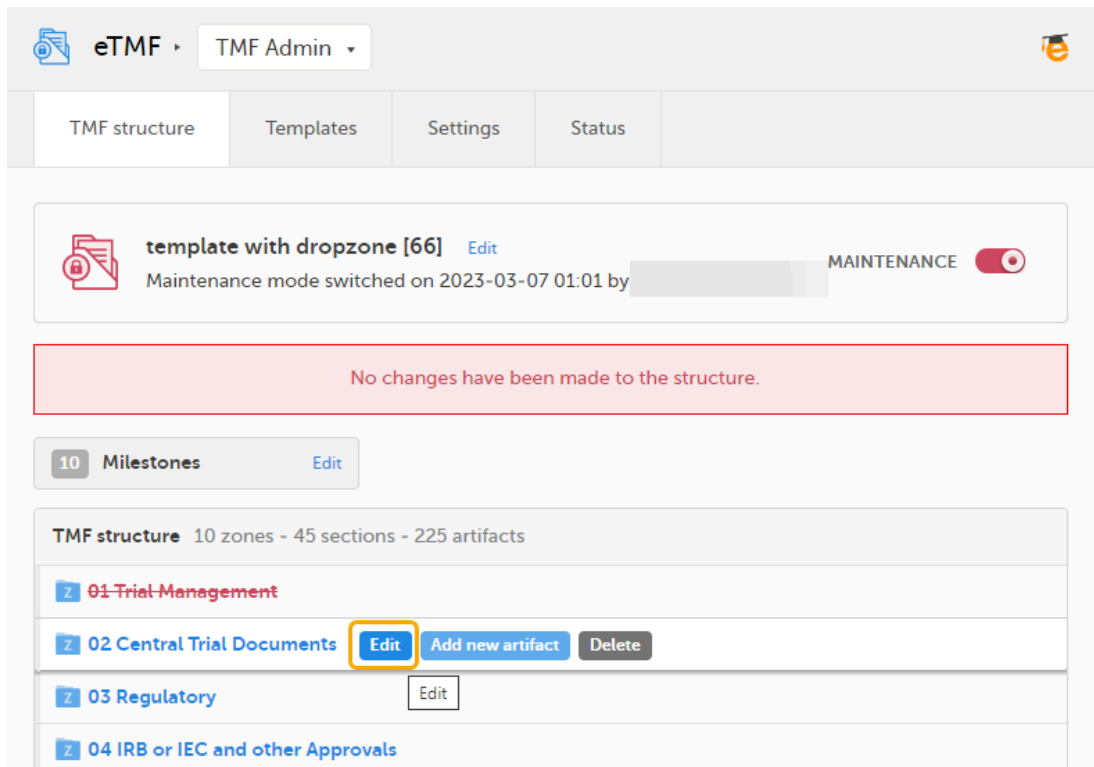 eTMF TMF Admin
TMF structure Templates Settings Status
template with dropzone [66] Edit
Maintenance mode switched on 2023-03-07 01:01 by
MAINTENANCE
No changes have been made to the structure.
10 Milestones Edit
TMF structure 10 zones - 45 sections - 225 artifacts
Z 01 Trial Management
Z 02 Central Trial Documents Edit Add new artifact Delete
Edit
Z 03 Regulatory
Z 04 IRB or IEC and other Approvals